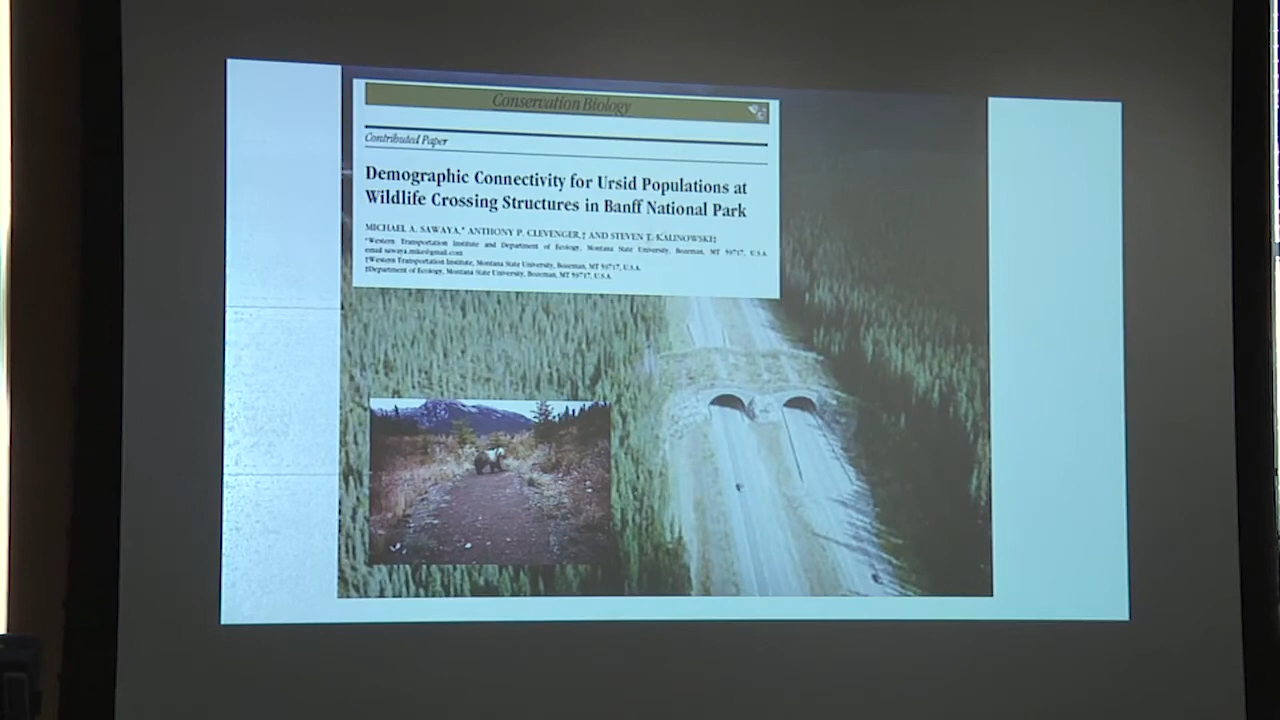 Conservation Biology
Contributed Paper
Demographic Connectivity for Ursid Populations at
Wildlife Crossing Structures in Banff National Park
MICHAEL A. SAWAYA,* ANTHONY P. CLEVENGER,† AND STEVEN T. KALINOWSKI‡
*Western Transportation Institute and Department of Ecology, Montana State University, Bozeman, MT 59717, U.S.A.
email sawaya.mike@gmail.com
†Western Transportation Institute, Montana State University, Bozeman, MT 59717, U.S.A.
‡Department of Ecology, Montana State University, Bozeman, MT 59717, U.S.A.